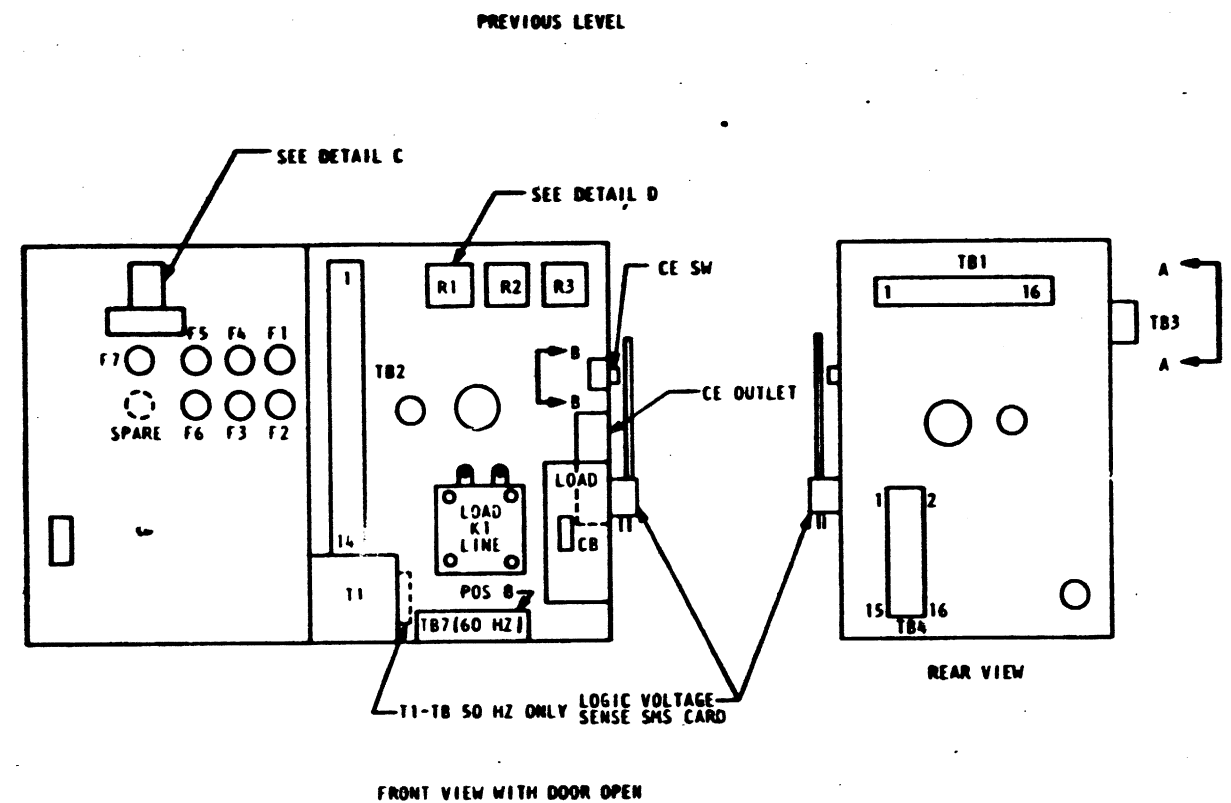 PREVIOUS LEVEL
SEE DETAIL C
SEE DETAIL D
CE SW
1
R1 R2 R3
F5 F4 F1
F7
TB2
B
B
CE OUTLET
SPARE F6 F3 F2
LOAD
LOAD
K1
LINE
CB
14
T1
POS 8
TB7(60 HZ)
T1-TB 50 HZ ONLY
LOGIC VOLTAGE
SENSE SMS CARD
FRONT VIEW WITH DOOR OPEN
TB1
1 16
A
TB3
A
1 2
15 16
TB4
REAR VIEW